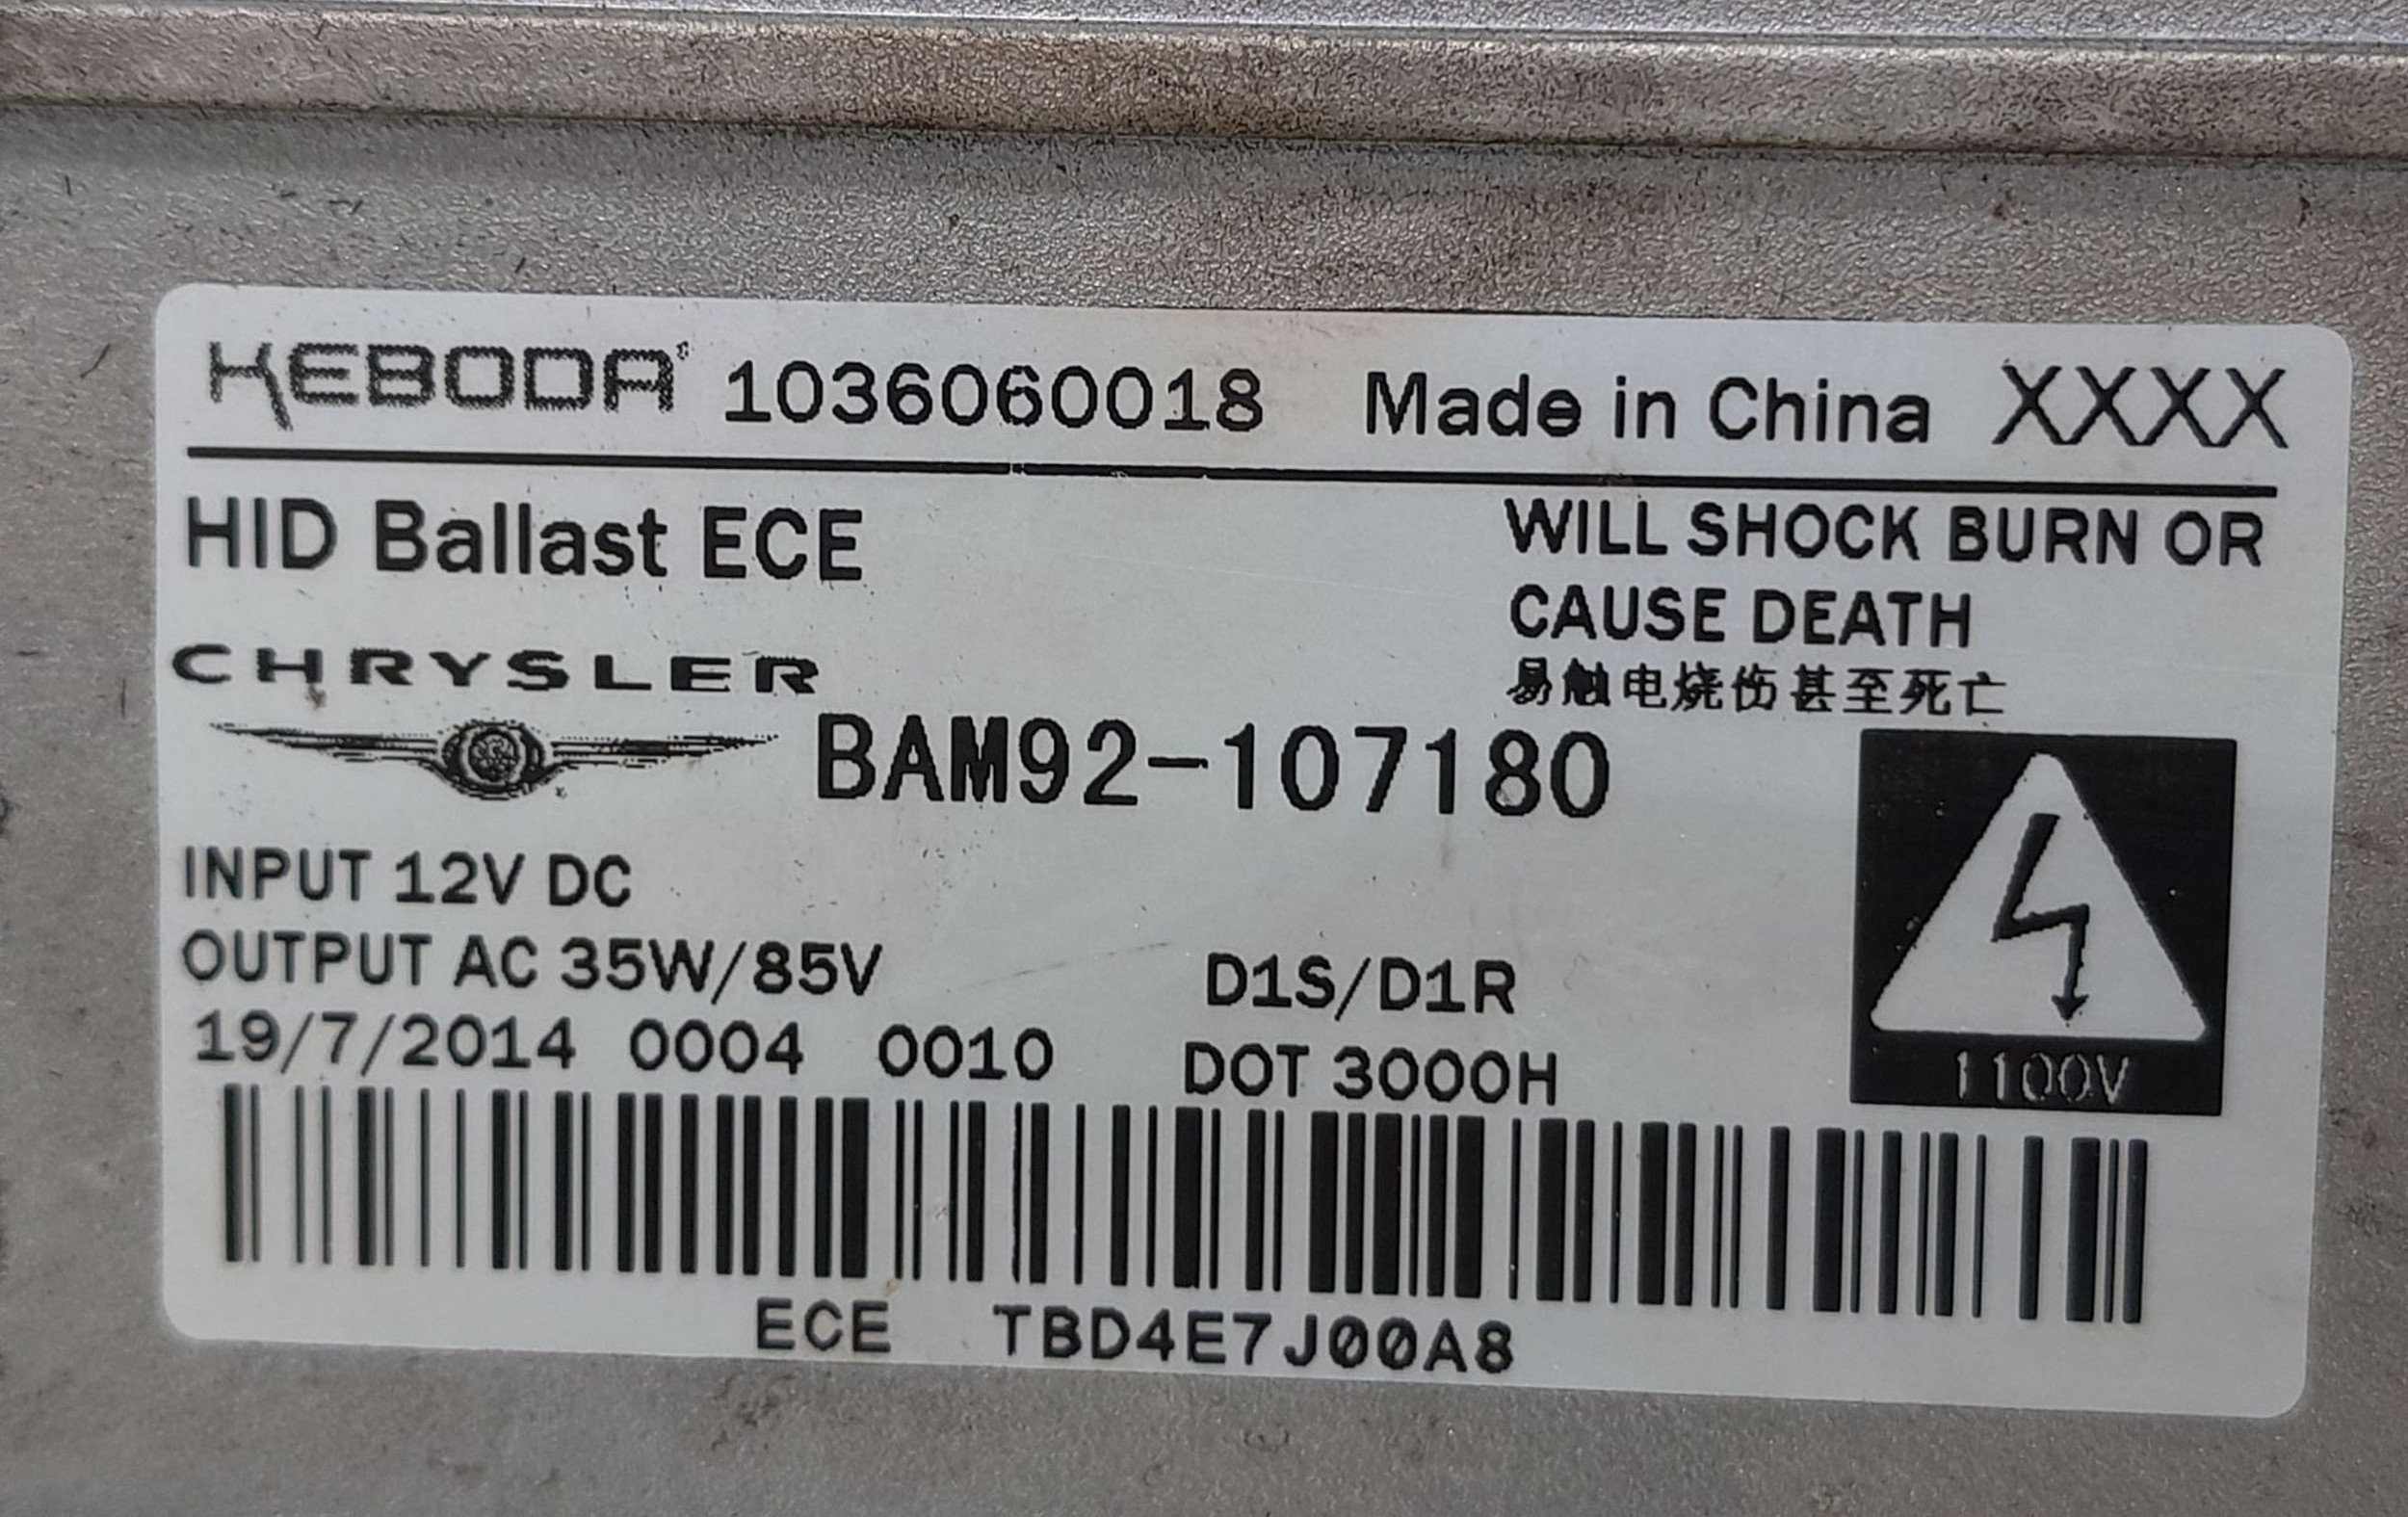 KEBODA 1036060018 Made in China XXXX
HID Ballast ECE
WILL SHOCK BURN OR
CAUSE DEATH
易触电烧伤甚至死亡
CHRYSLER
BAM92-107180
INPUT 12V DC
OUTPUT AC 35W/85V
D1S/D1R
19/7/2014 0004 0010
DOT 3000H
1100V
ECE TBD4E7J00A8